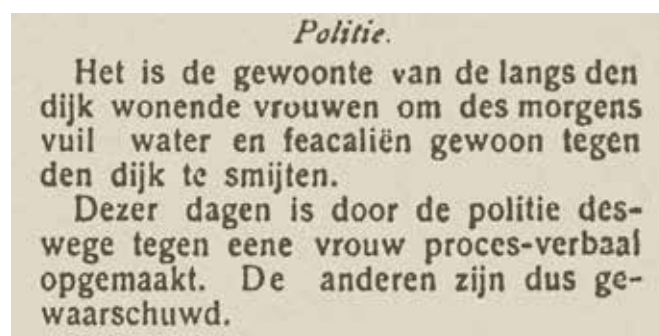 Politie.
Het is de gewoonte van de langs den
dijk wonende vrouwen om des morgens
vuil water en feacaliën gewoon tegen
den dijk te smijten.
Dezer dagen is door de politie des-
wege tegen eene vrouw proces-verbaal
opgemaakt. De anderen zijn dus ge-
waarschuwd.